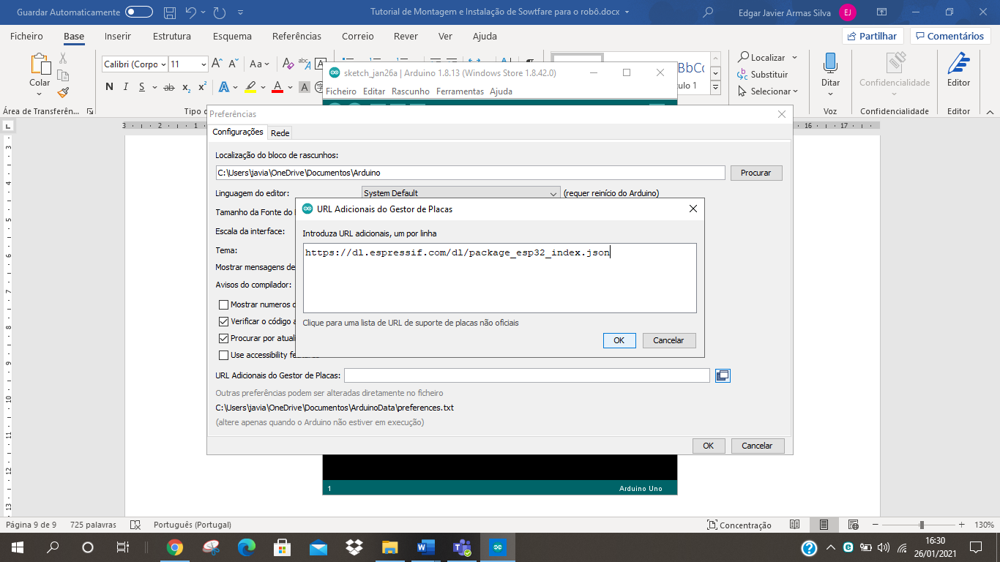 Guardar Automaticamente
Tutorial de Montagem e Instalação de Sowtfare para o robô.docx
Edgar Javier Armas Silva
EJ
Ficheiro Base Inserir Estrutura Esquema Referências Correio Rever Ver Ajuda
Partilhar Comentários
Colar
Calibri (Corpo 11
N I S ab x₂ x²
Localizar
Substituir
Selecionar
Ditar
Confidencialidade
Editor
Área de Transferên...
Tipo d
Voz
Confidencialidade
Editor
sketch_jan26a | Arduino 1.8.13 (Windows Store 1.8.42.0)
Ficheiro Editar Rascunho Ferramentas Ajuda
Preferências
Configurações Rede
Localização do bloco de rascunhos:
C:\Users\javia\OneDrive\Documentos\Arduino
Procurar
Linguagem do editor: System Default (requer reinício do Arduino)
Tamanho da Fonte do
Escala da interface:
Tema:
Mostrar mensagens de
Avisos do compilador:
Mostrar numeros
Verificar o código a
Procurar por atuali
Use accessibility features
URL Adicionais do Gestor de Placas
Introduza URL adicionais, um por linha
https://dl.espressif.com/dl/package_esp32_index.json
Clique para uma lista de URL de suporte de placas não oficiais
OK Cancelar
URL Adicionais do Gestor de Placas:
Outras preferências podem ser alteradas diretamente no ficheiro
C:\Users\javia\OneDrive\Documentos\ArduinoData\preferences.txt
(altere apenas quando o Arduino não estiver em execução)
OK Cancelar
1 Arduino Uno
Página 9 de 9 725 palavras Português (Portugal) Concentração 130%
16:30
26/01/2021